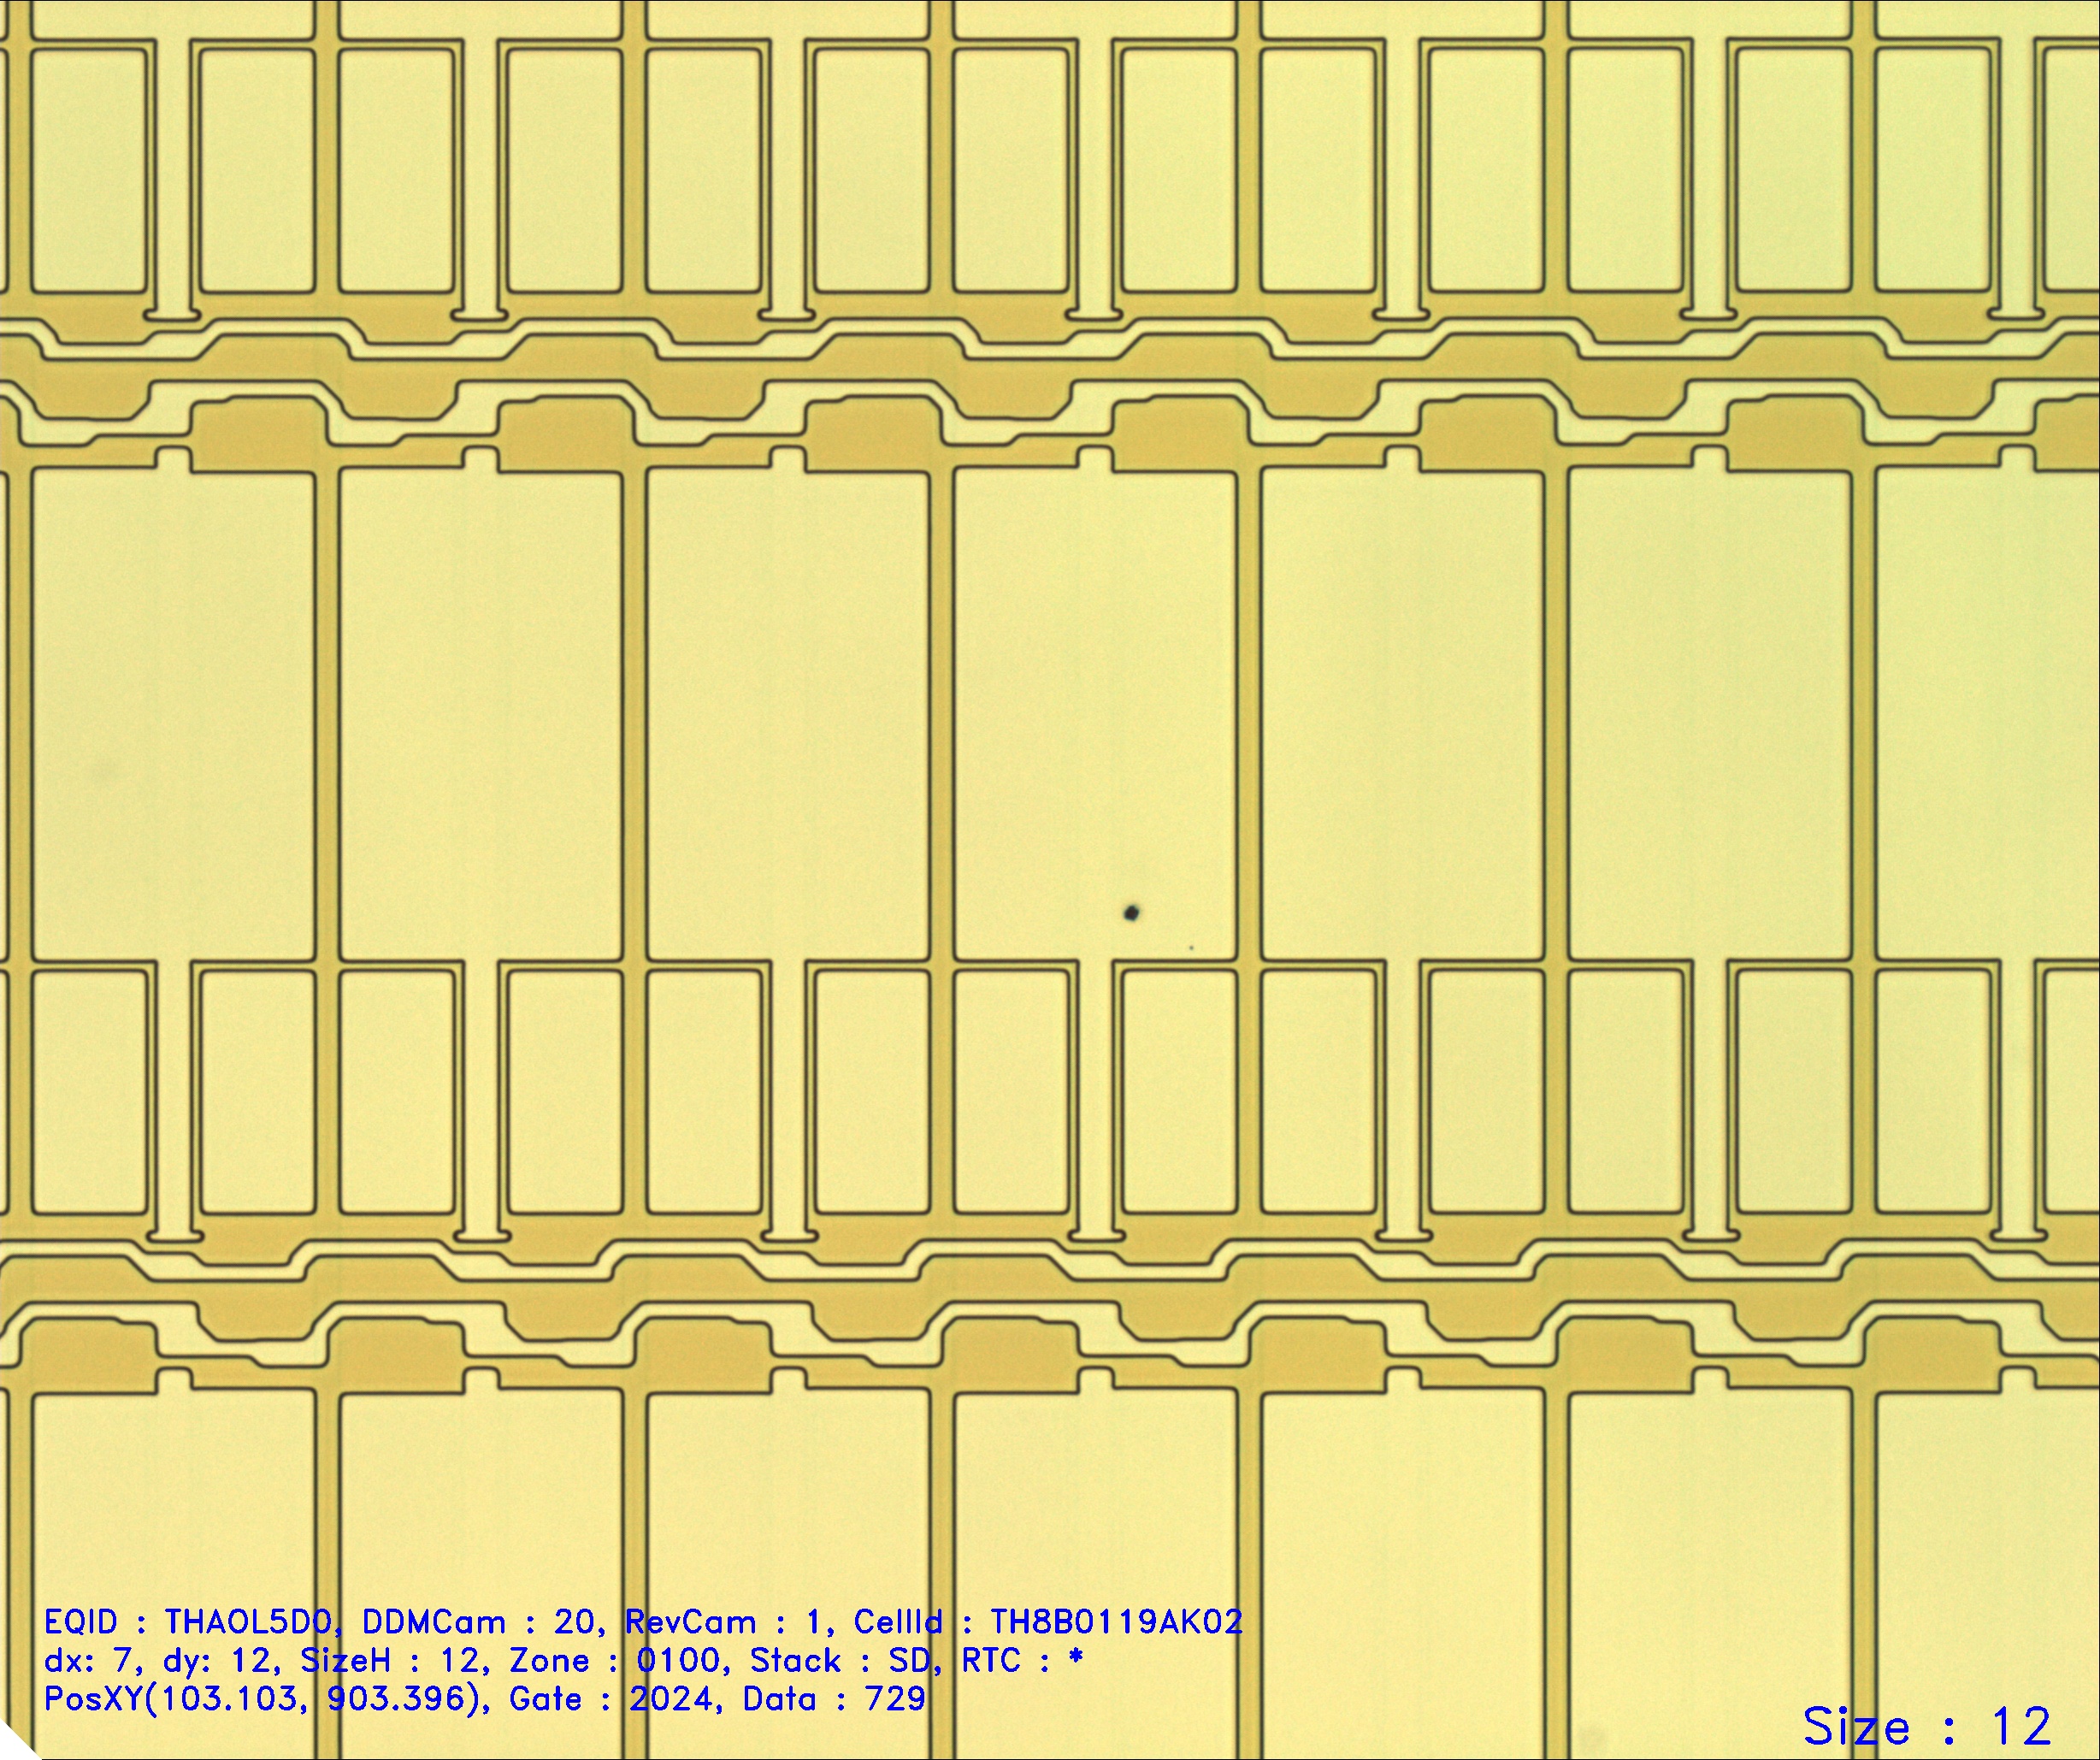 EQID : THAOL5D0, DDMCam : 20, RevCam : 1, CellId : TH8B0119AK02
dx: 7, dy: 12, SizeH : 12, Zone : 0100, Stack : SD, RTC : *
PosXY(103.103, 903.396), Gate : 2024, Data : 729
Size : 12